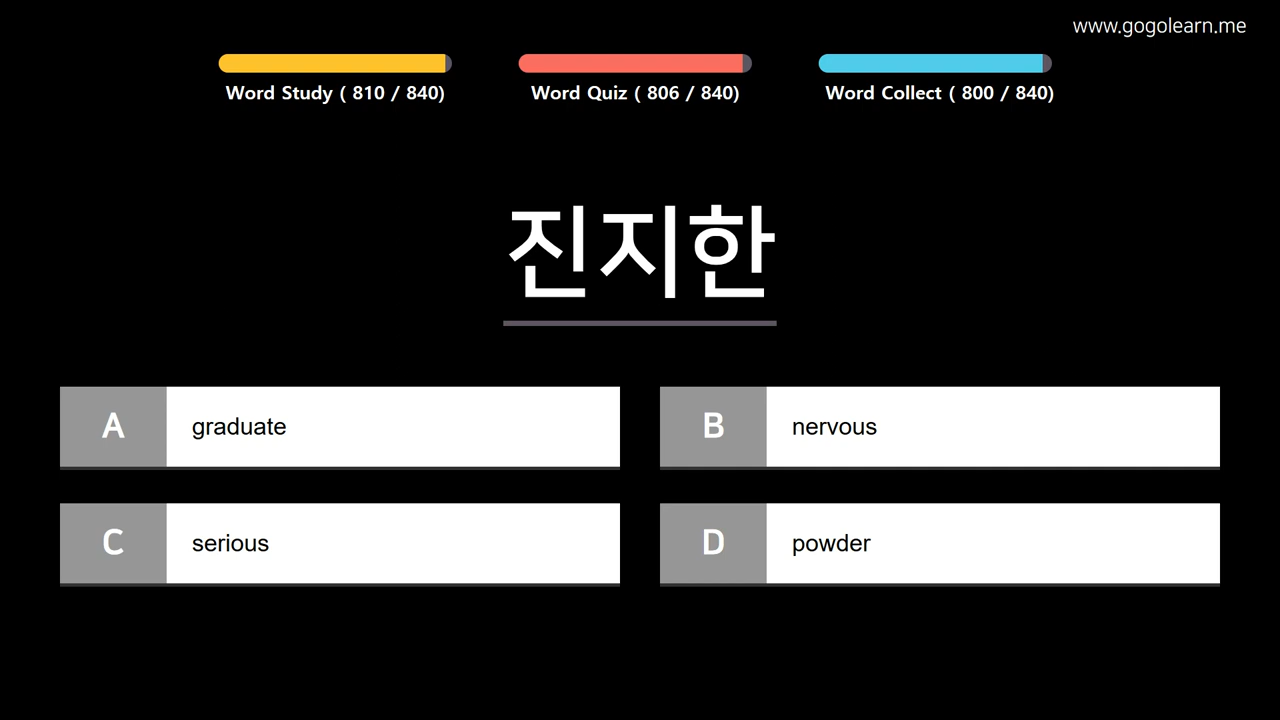 www.gogolearn.me
Word Study ( 810 / 840)
Word Quiz ( 806 / 840)
Word Collect ( 800 / 840)
진지한
A graduate
B nervous
C serious
D powder